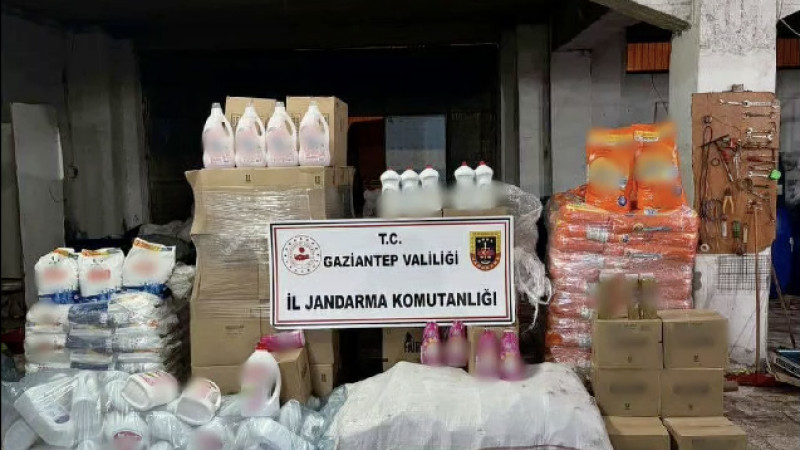 T.C.
GAZİANTEP VALİLİĞİ
İL JANDARMA KOMUTANLIĞI